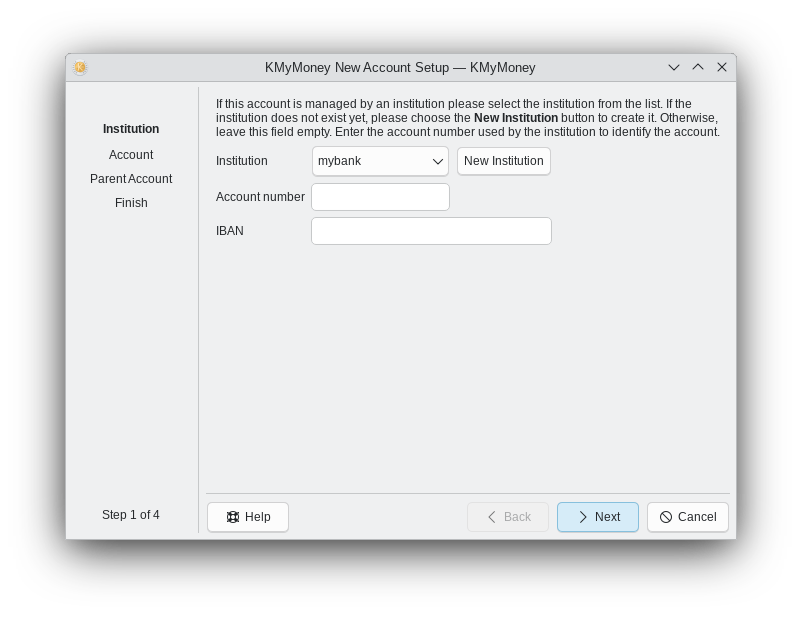 KMyMoney New Account Setup — KMyMoney
Institution
Account
Parent Account
Finish
Step 1 of 4
If this account is managed by an institution please select the institution from the list. If the
institution does not exist yet, please choose the New Institution button to create it. Otherwise,
leave this field empty. Enter the account number used by the institution to identify the account.
Institution mybank New Institution
Account number
IBAN
Help Back Next Cancel